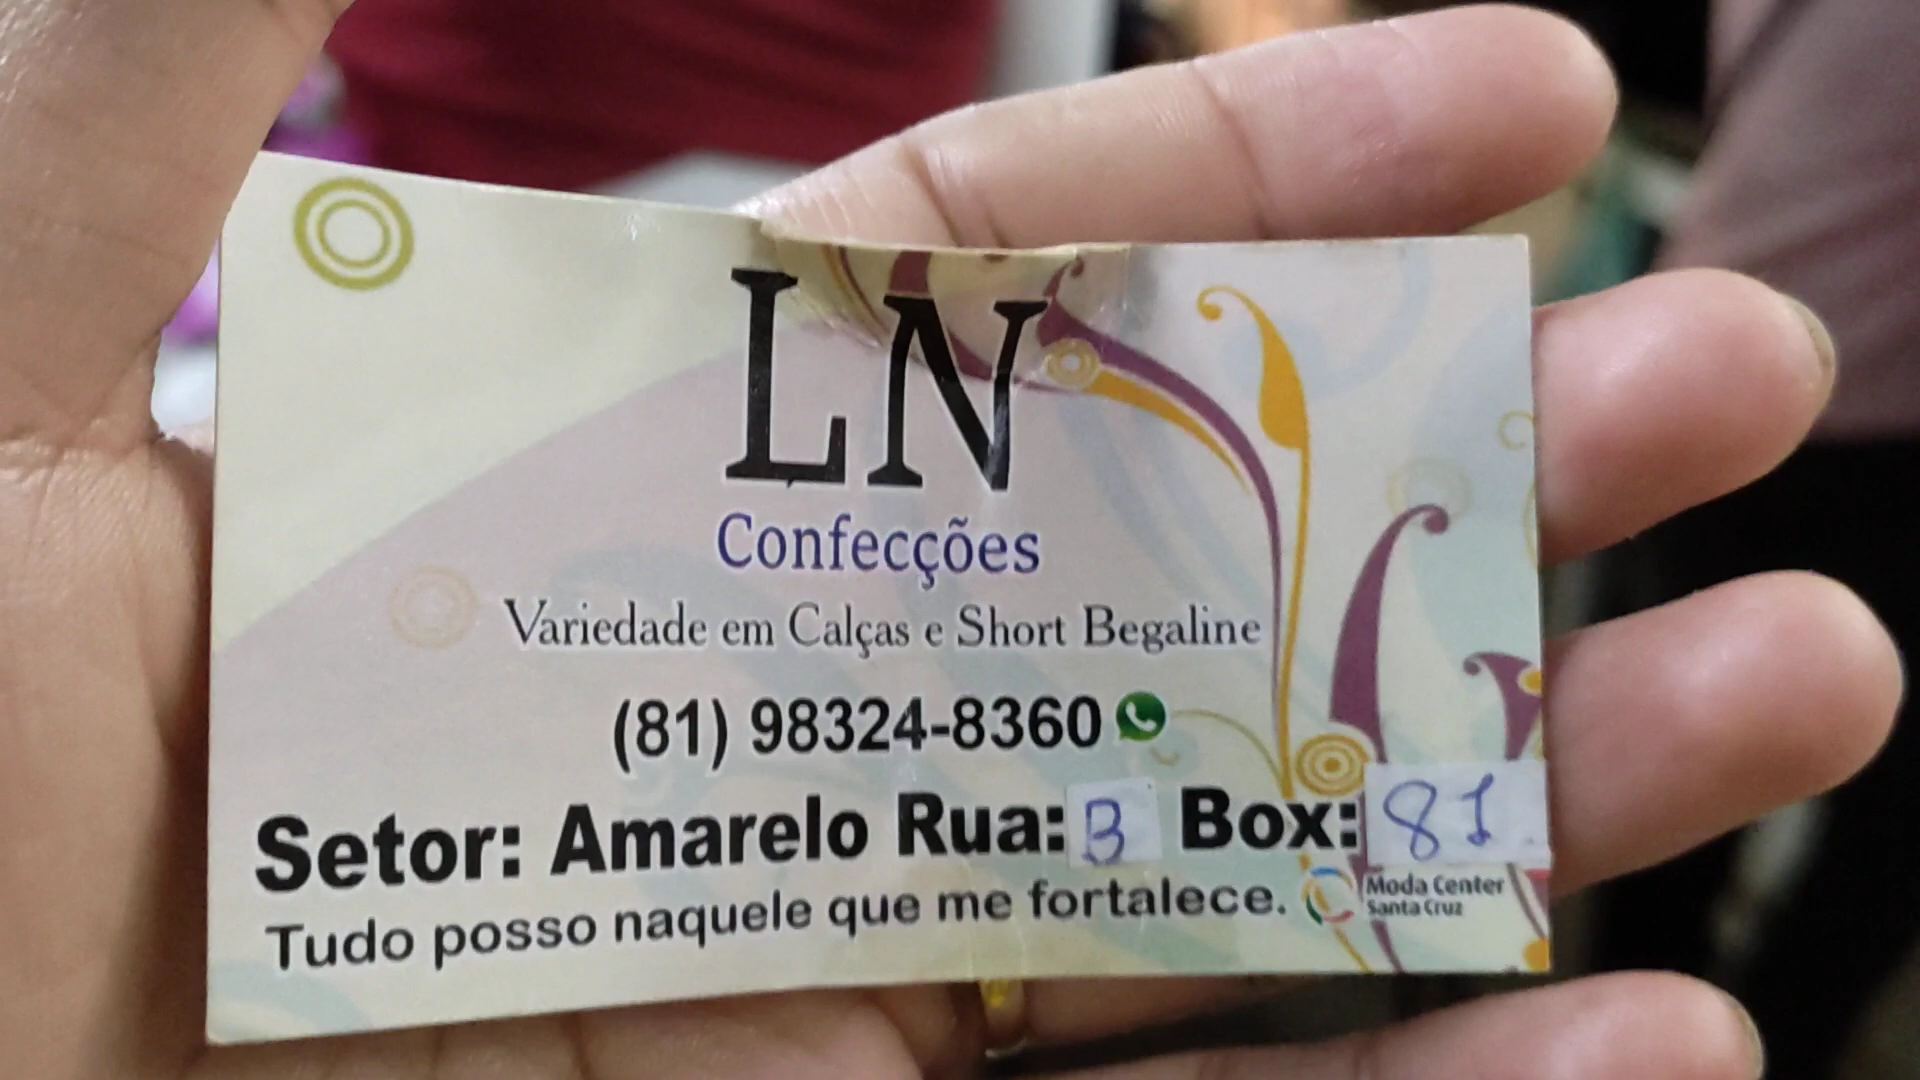 LN
Confecções
Variedade em Calças e Short Begaline
(81) 98324-8360
Setor: Amarelo Rua: B Box: 81
Tudo posso naquele que me fortalece.
Moda Center
Santa Cruz